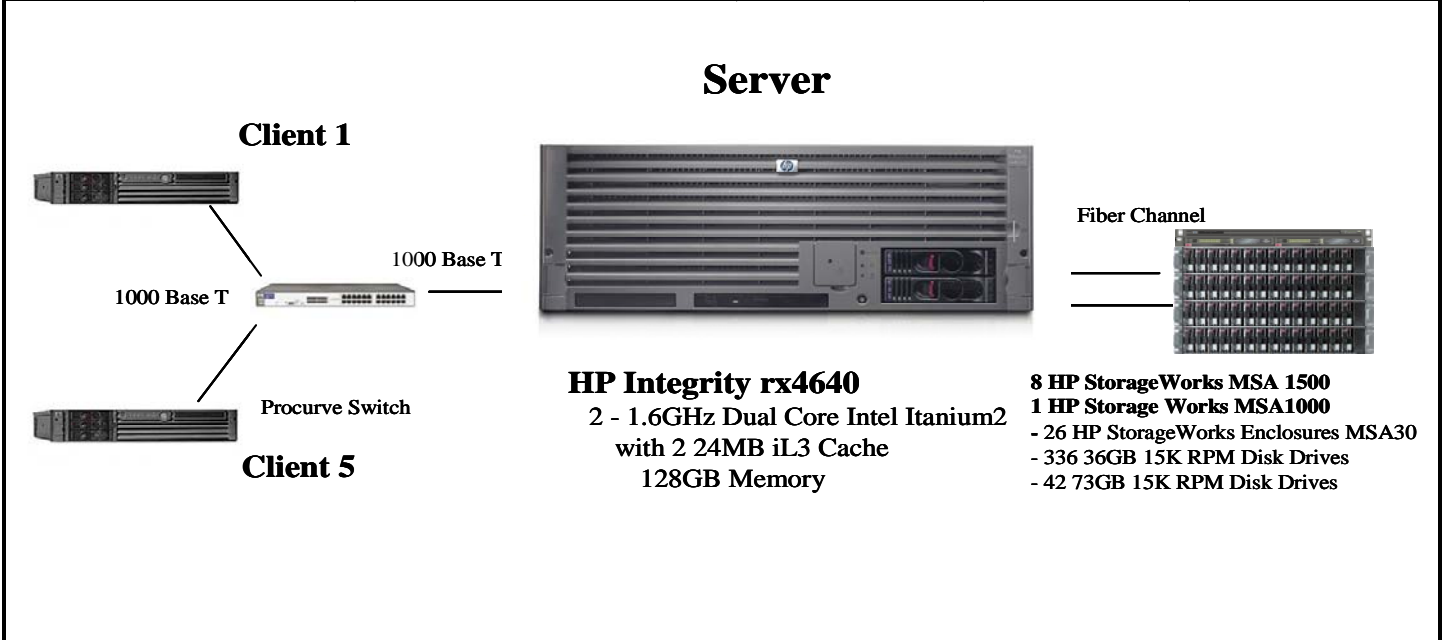 Server
Client 1
1000 Base T
1000 Base T
Procurve Switch
Client 5
hp
HP Integrity rx4640
2 - 1.6GHz Dual Core Intel Itanium2
with 2 24MB iL3 Cache
128GB Memory
Fiber Channel
8 HP StorageWorks MSA 1500
1 HP Storage Works MSA1000
- 26 HP StorageWorks Enclosures MSA30
- 336 36GB 15K RPM Disk Drives
- 42 73GB 15K RPM Disk Drives